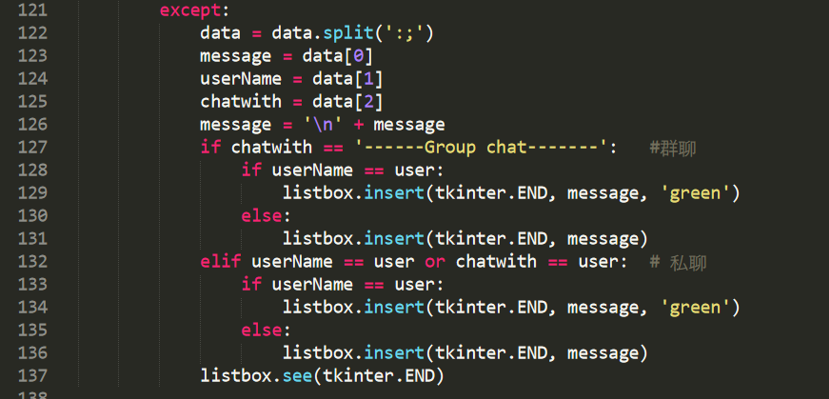 121 except:
122 data = data.split(':;')
123 message = data[0]
124 userName = data[1]
125 chatwith = data[2]
126 message = '\n' + message
127 if chatwith == '------Group chat-------': #群聊
128 if userName == user:
129 listbox.insert(tkinter.END, message, 'green')
130 else:
131 listbox.insert(tkinter.END, message)
132 elif userName == user or chatwith == user: # 私聊
133 if userName == user:
134 listbox.insert(tkinter.END, message, 'green')
135 else:
136 listbox.insert(tkinter.END, message)
137 listbox.see(tkinter.END)
138